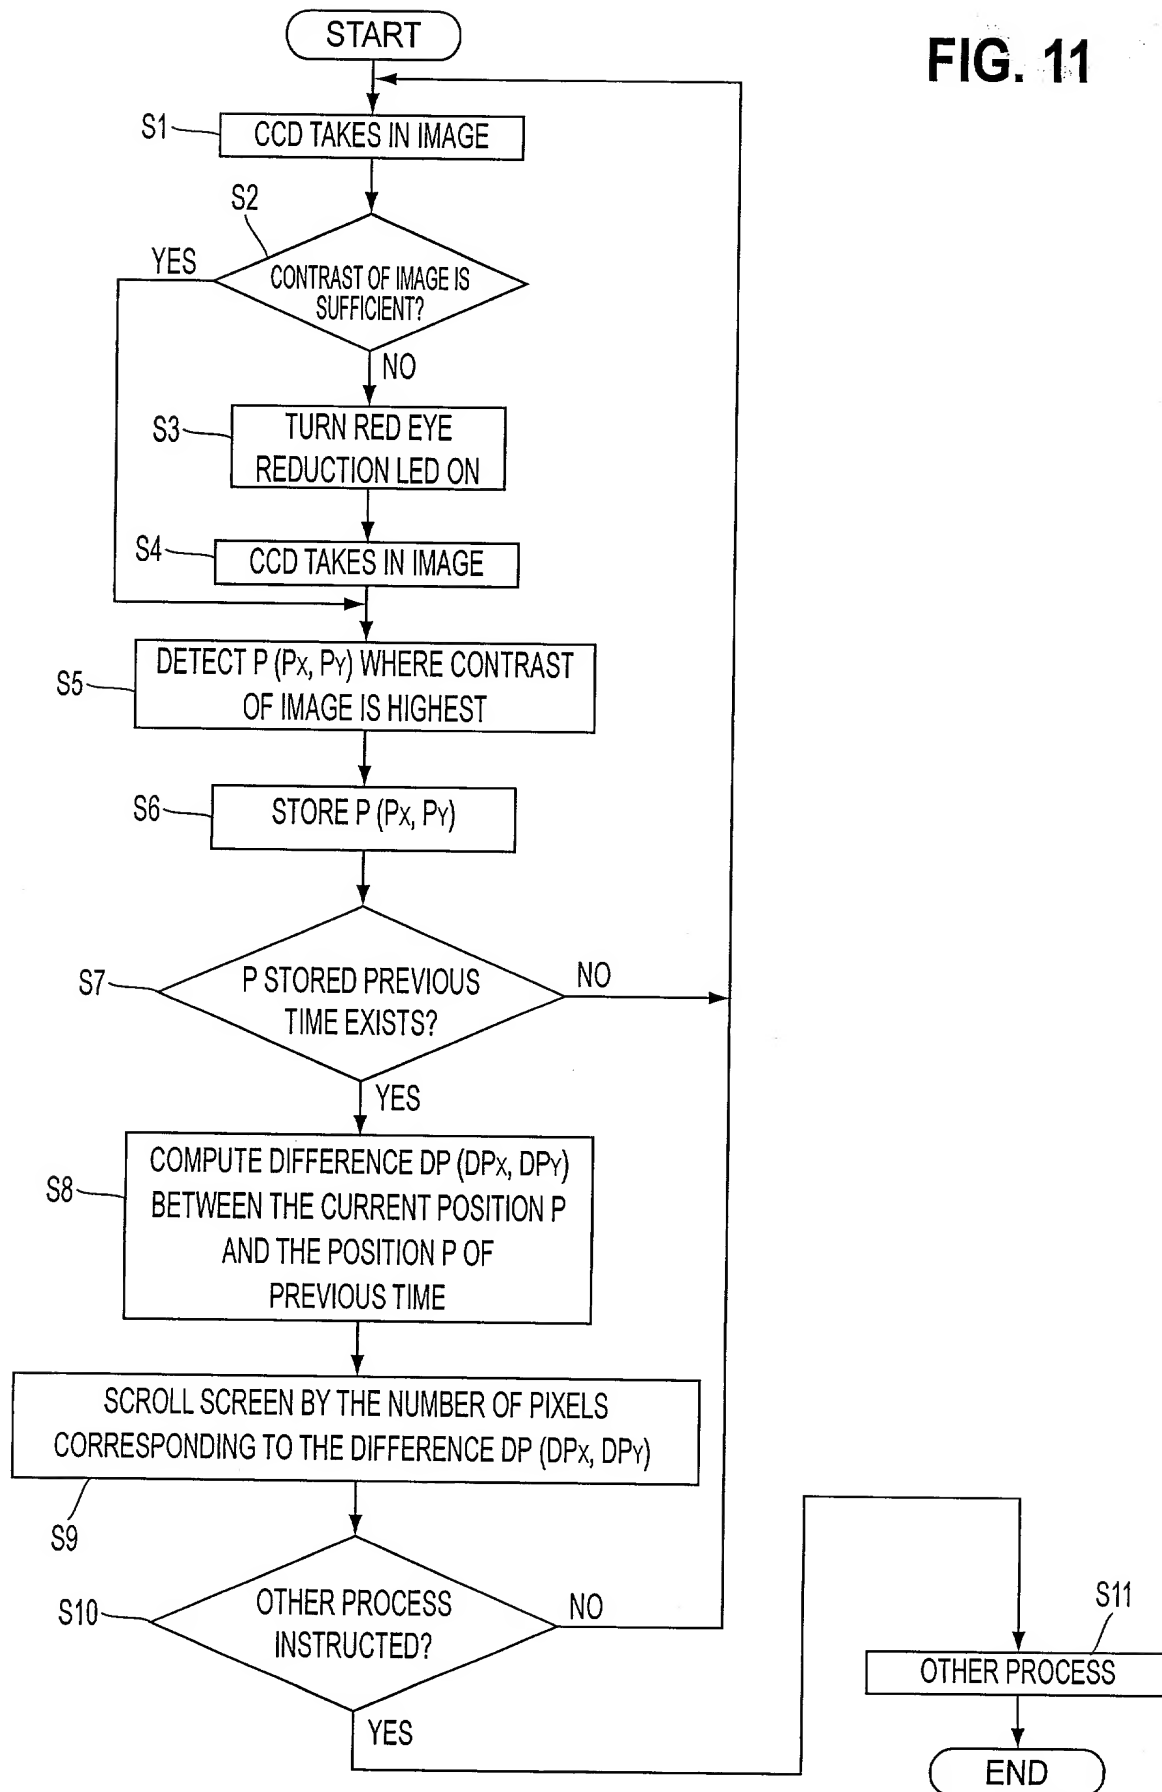 START
FIG. 11
S1
CCD TAKES IN IMAGE
S2
YES
CONTRAST OF IMAGE IS
SUFFICIENT?
NO
S3
TURN RED EYE
REDUCTION LED ON
S4
CCD TAKES IN IMAGE
S5
DETECT P (PX, PY) WHERE CONTRAST
OF IMAGE IS HIGHEST
S6
STORE P (PX, PY)
S7
P STORED PREVIOUS
TIME EXISTS?
NO
YES
S8
COMPUTE DIFFERENCE DP (DPX, DPY)
BETWEEN THE CURRENT POSITION P
AND THE POSITION P OF
PREVIOUS TIME
SCROLL SCREEN BY THE NUMBER OF PIXELS
CORRESPONDING TO THE DIFFERENCE DP (DPX, DPY)
S9
S10
OTHER PROCESS
INSTRUCTED?
NO
YES
S11
OTHER PROCESS
END